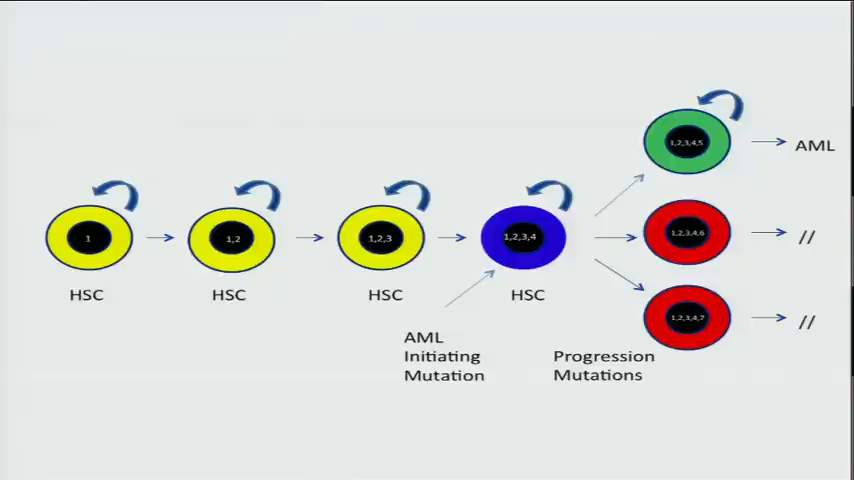 1,2,3,4,5
AML
1
1,2
1,2,3
1,2,3,4
1,2,3,4,6
//
HSC
HSC
HSC
HSC
1,2,3,4,7
//
AML
Initiating
Mutation
Progression
Mutations